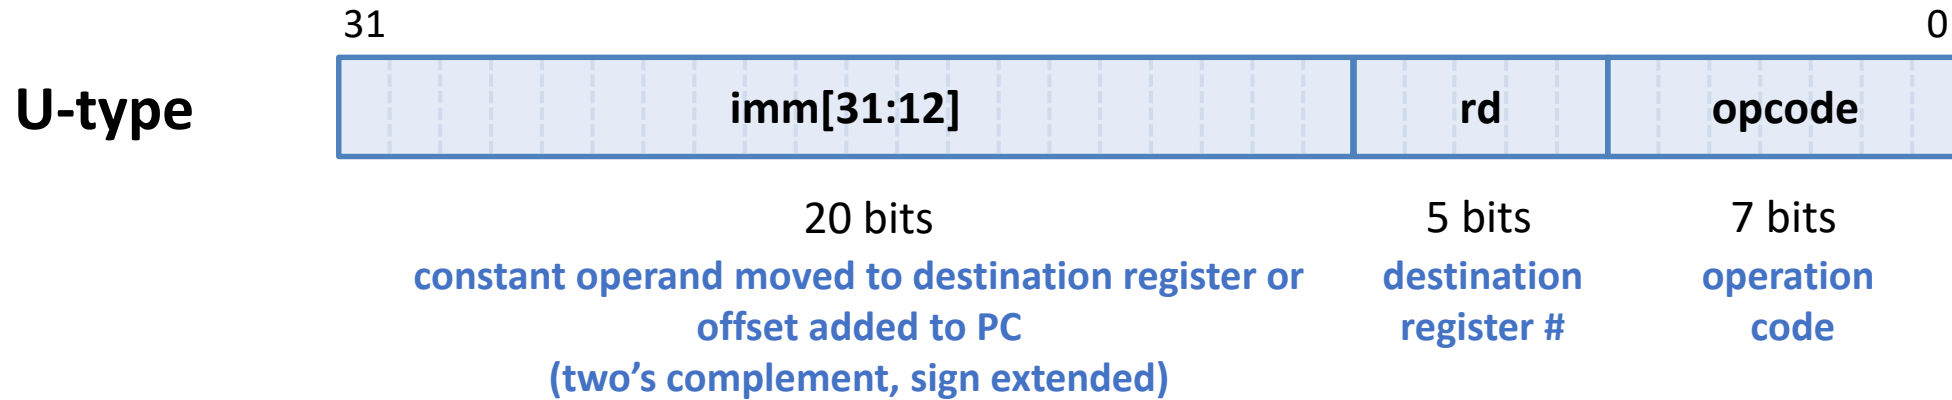 31 0
U-type imm[31:12] rd opcode
20 bits 5 bits 7 bits
constant operand moved to destination register or destination operation
offset added to PC register # code
(two’s complement, sign extended)